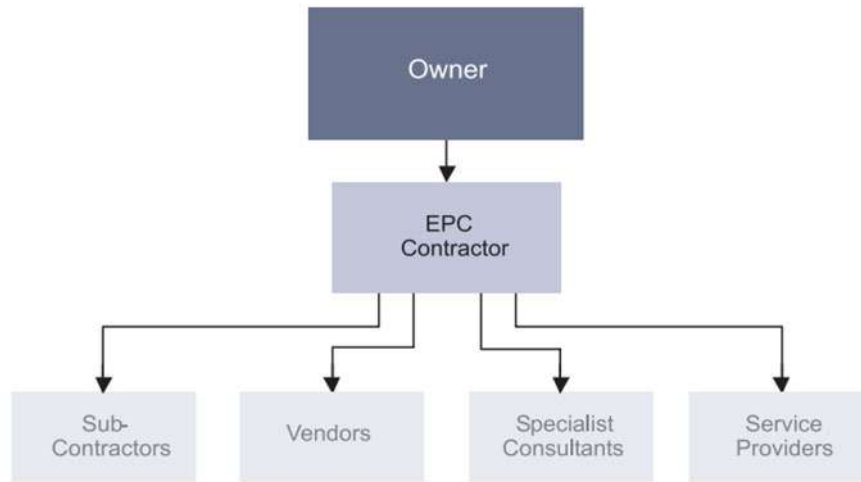 Owner
EPC
Contractor
Sub-
Contractors
Vendors
Specialist
Consultants
Service
Providers